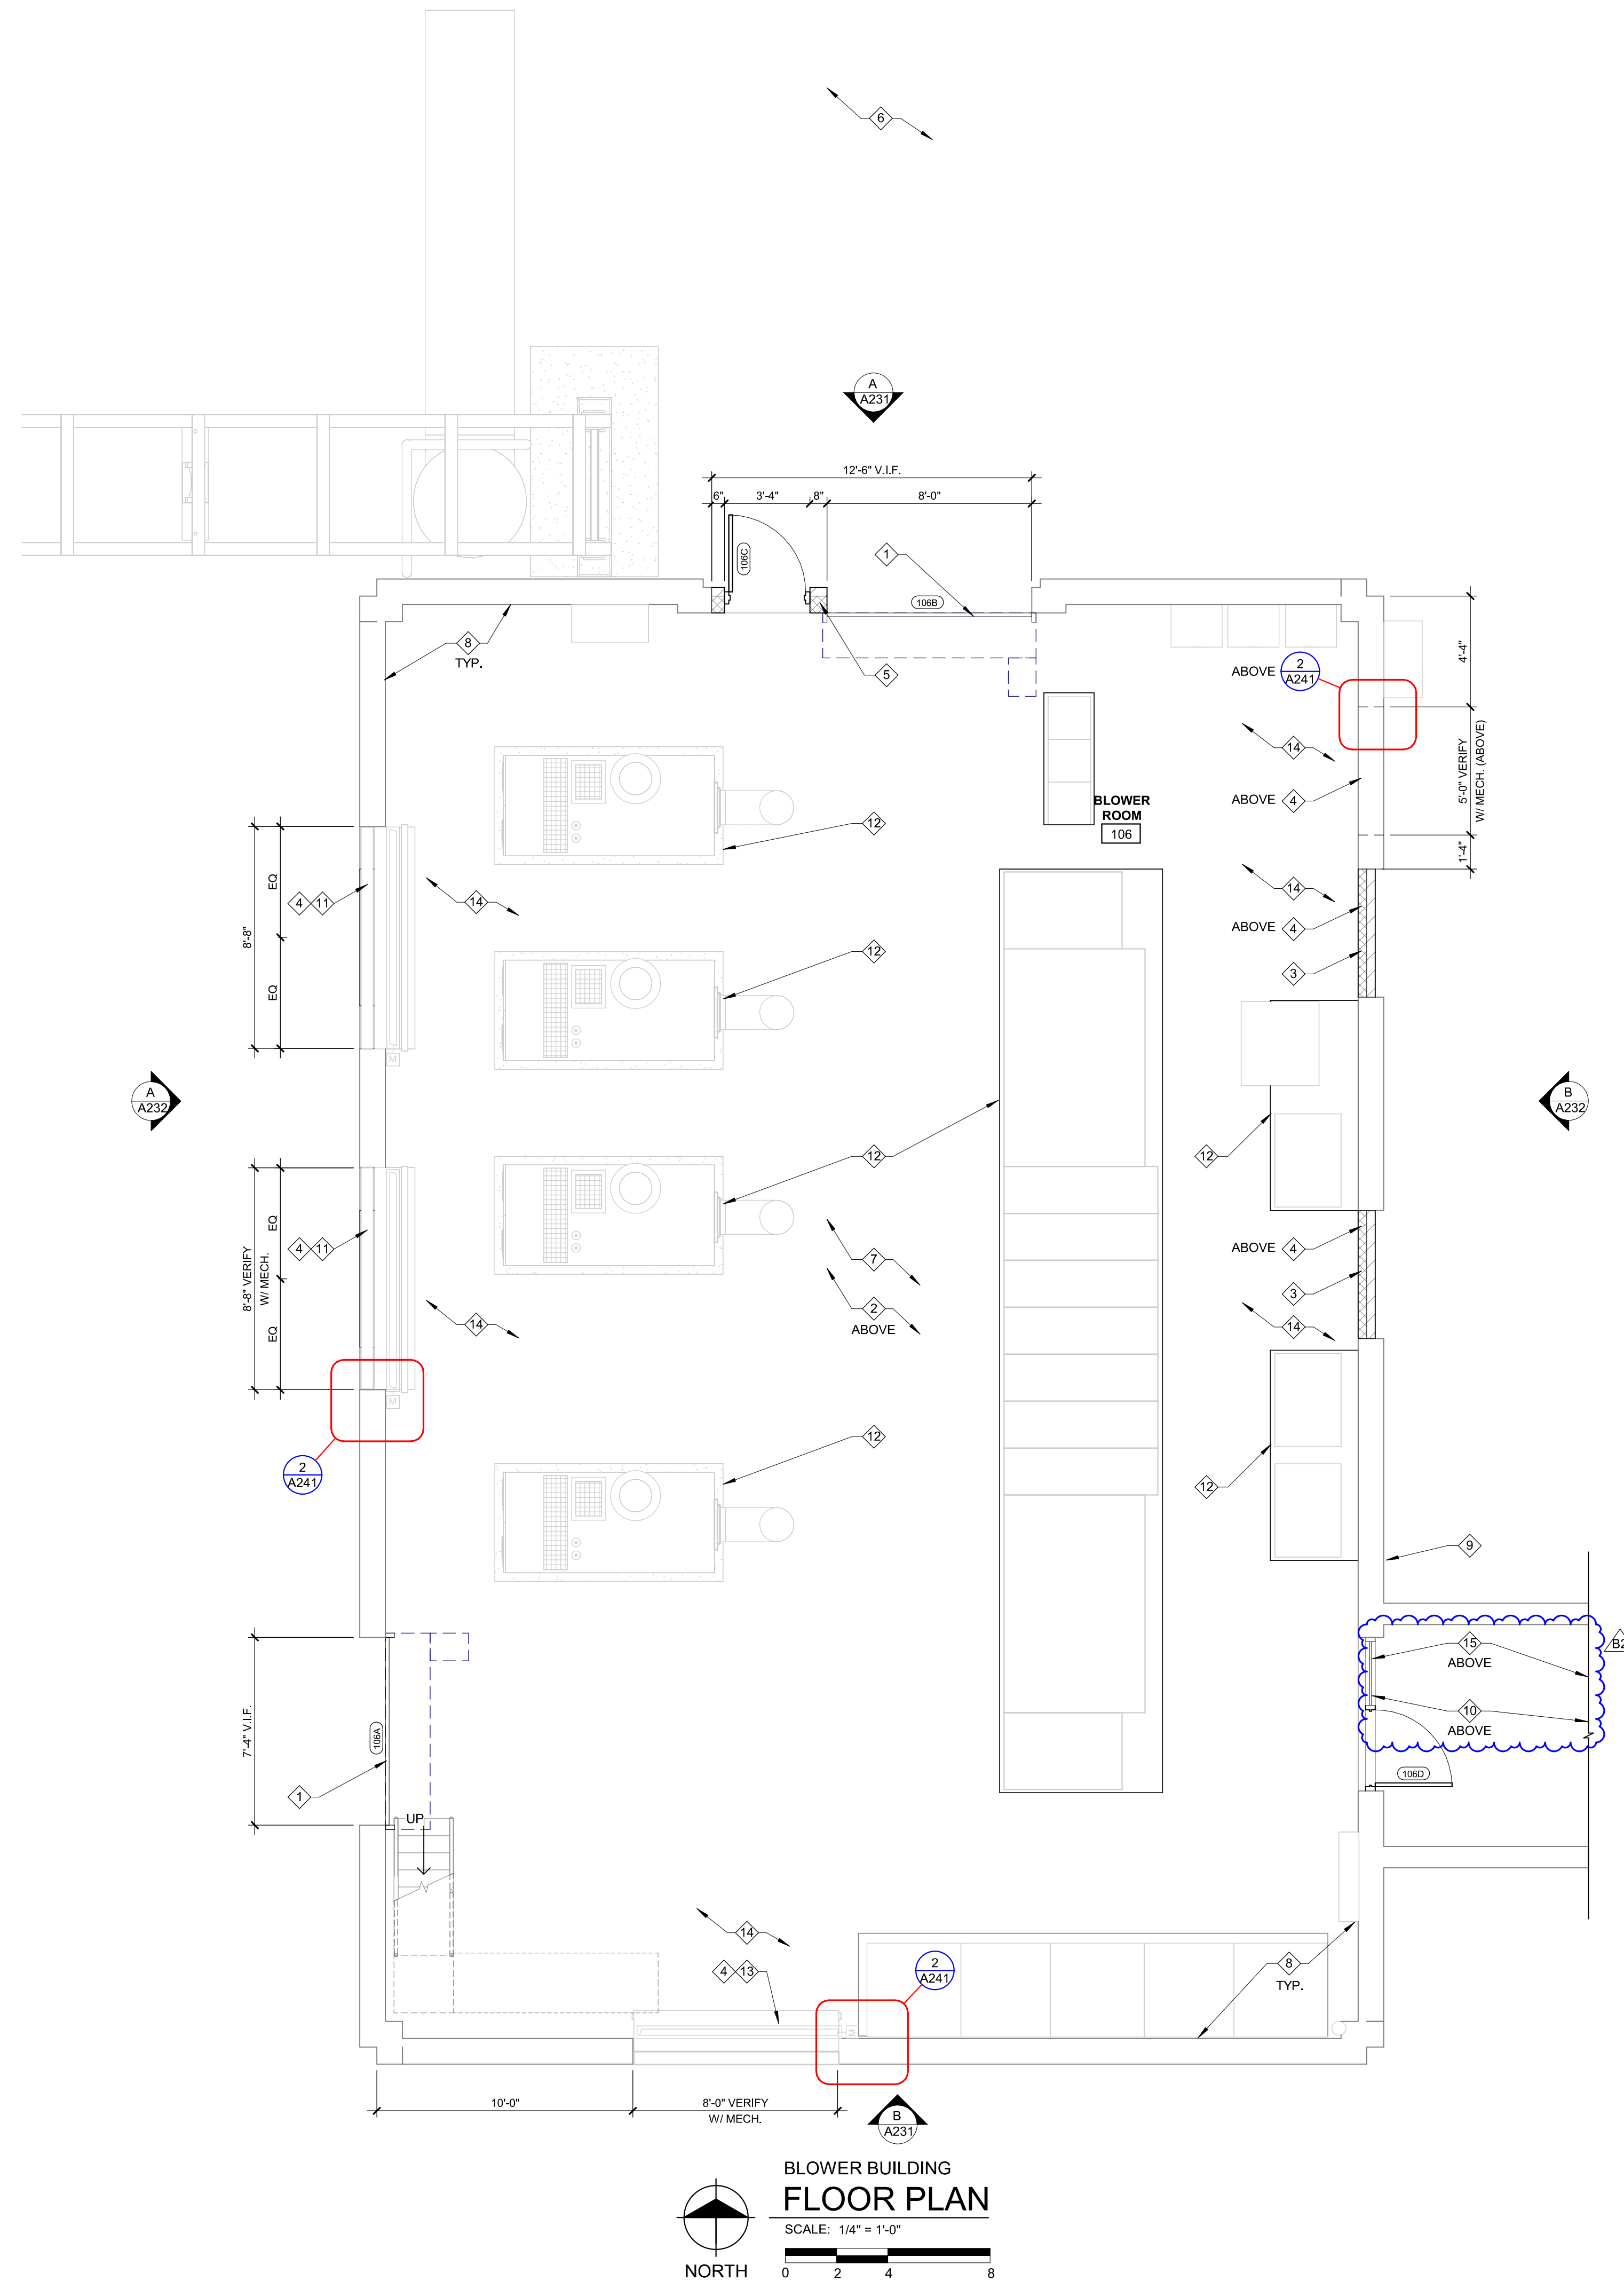 6
A
A231
12'-6" V.I.F.
6" 3'-4" 8" 8'-0"
106C
1
106B
8
TYP.
5
ABOVE 2
A241
4'-4"
14
5'-0" VERIFY
W/ MECH. (ABOVE)
ABOVE 4
BLOWER
ROOM
106
12
1'-4"
EQ
4 11
14
14
8'-8"
ABOVE 4
12
3
EQ
M
A
A232
B
A232
12
12
EQ
4 11
8'-8" VERIFY
W/ MECH.
7
ABOVE 4
2
ABOVE
3
14
14
EQ
M
12
2
A241
12
9
15
ABOVE
B2
10
ABOVE
7'-4" V.I.F.
106A
106D
1
UP
14
8
TYP.
4 13
2
A241
M
10'-0"
8'-0" VERIFY
W/ MECH.
B
A231
BLOWER BUILDING
FLOOR PLAN
SCALE: 1/4" = 1'-0"
NORTH
0 2 4 8